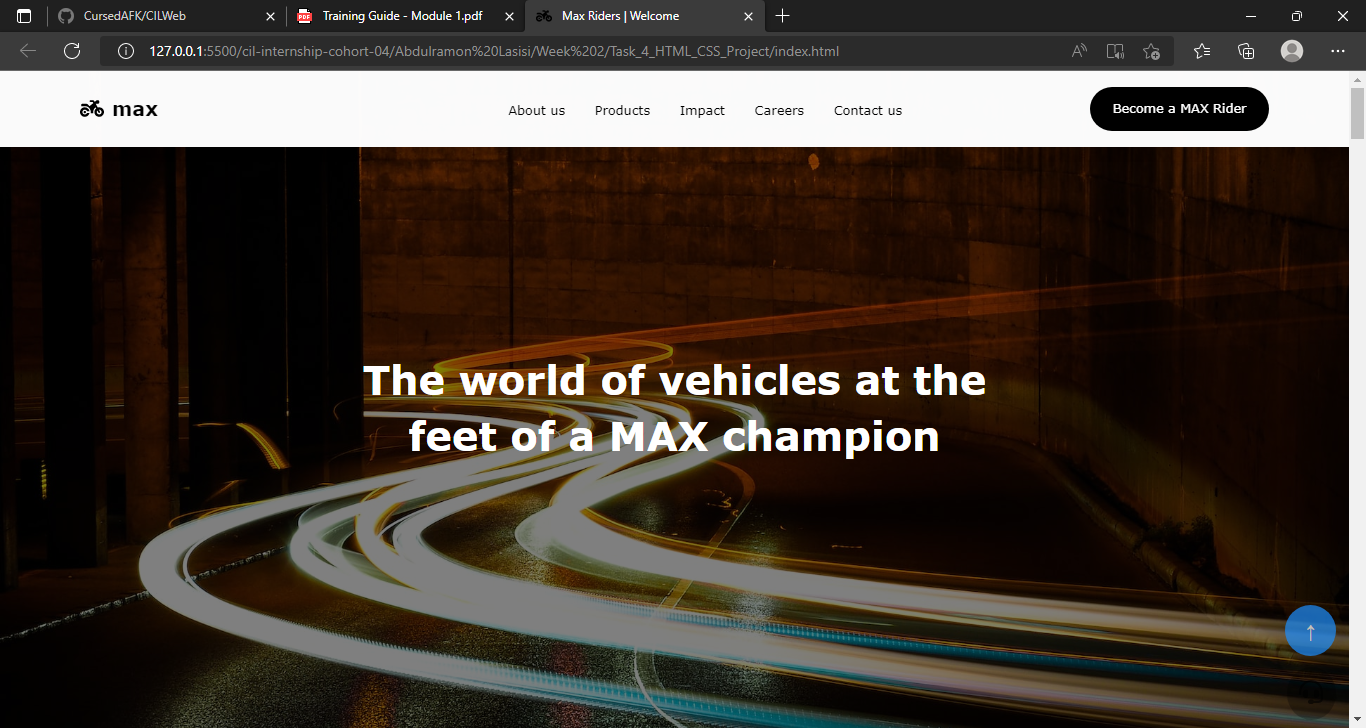 CursedAFK/CILWeb
PDF
Training Guide - Module 1.pdf
Max Riders | Welcome
127.0.0.1:5500/cil-internship-cohort-04/Abdulramon%20Lasisi/Week%202/Task_4_HTML_CSS_Project/index.html
max
About us
Products
Impact
Careers
Contact us
Become a MAX Rider
The world of vehicles at the
feet of a MAX champion